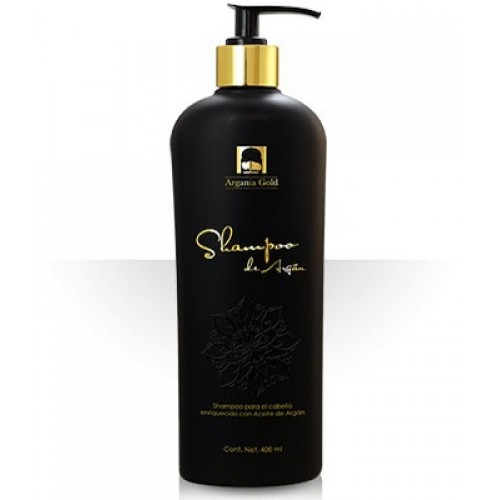 Argania Gold
Shampoo
de Argán
Shampoo para el cabello
enriquecido con Aceite de Argán
Cont. Net. 400 ml